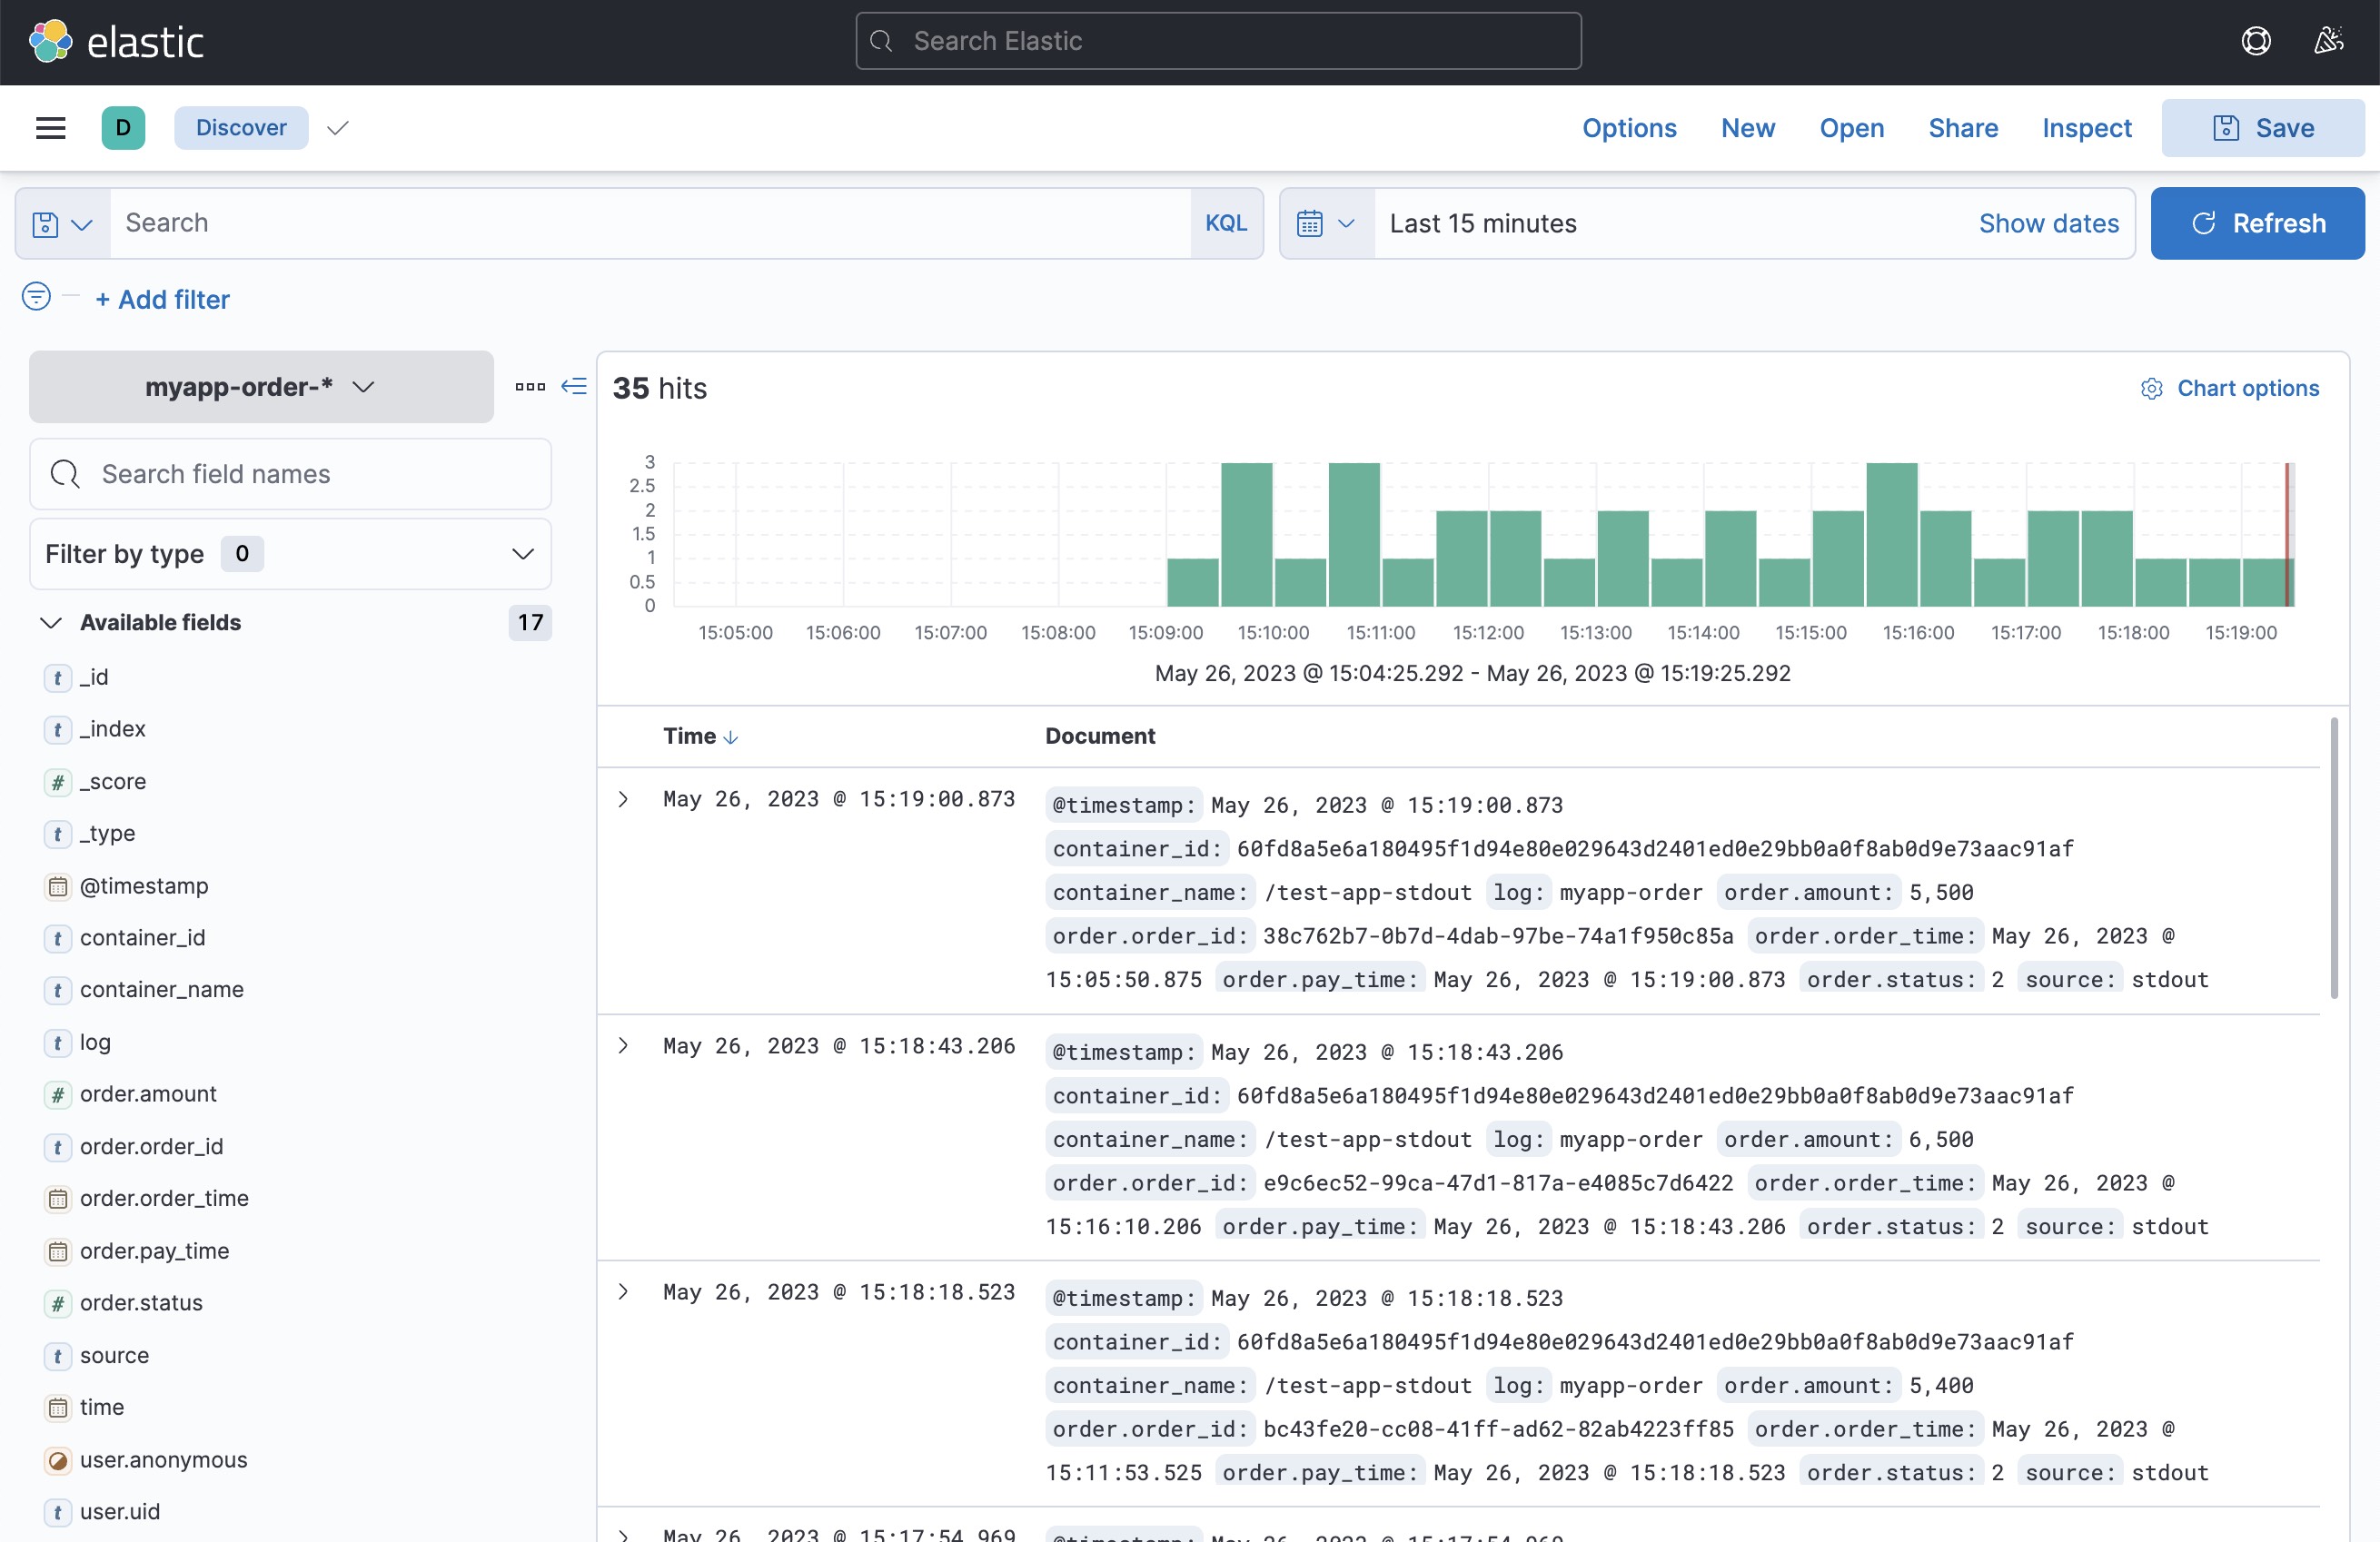 elastic
Search Elastic
D Discover
Options New Open Share Inspect Save
Search KQL
Last 15 minutes Show dates
Refresh
+ Add filter
myapp-order-*
Search field names
Filter by type 0
Available fields 17
t _id
t _index
# _score
t _type
@timestamp
t container_id
t container_name
t log
# order.amount
t order.order_id
order.order_time
order.pay_time
# order.status
t source
time
user.anonymous
t user.uid
35 hits
Chart options
3
2.5
2
1.5
1
0.5
0
15:05:00 15:06:00 15:07:00 15:08:00 15:09:00 15:10:00 15:11:00 15:12:00 15:13:00 15:14:00 15:15:00 15:16:00 15:17:00 15:18:00 15:19:00
May 26, 2023 @ 15:04:25.292 - May 26, 2023 @ 15:19:25.292
Time Document
May 26, 2023 @ 15:19:00.873
@timestamp: May 26, 2023 @ 15:19:00.873
container_id: 60fd8a5e6a180495f1d94e80e029643d2401ed0e29bb0a0f8ab0d9e73aac91af
container_name: /test-app-stdout log: myapp-order order.amount: 5,500
order.order_id: 38c762b7-0b7d-4dab-97be-74a1f950c85a order.order_time: May 26, 2023 @
15:05:50.875 order.pay_time: May 26, 2023 @ 15:19:00.873 order.status: 2 source: stdout
May 26, 2023 @ 15:18:43.206
@timestamp: May 26, 2023 @ 15:18:43.206
container_id: 60fd8a5e6a180495f1d94e80e029643d2401ed0e29bb0a0f8ab0d9e73aac91af
container_name: /test-app-stdout log: myapp-order order.amount: 6,500
order.order_id: e9c6ec52-99ca-47d1-817a-e4085c7d6422 order.order_time: May 26, 2023 @
15:16:10.206 order.pay_time: May 26, 2023 @ 15:18:43.206 order.status: 2 source: stdout
May 26, 2023 @ 15:18:18.523
@timestamp: May 26, 2023 @ 15:18:18.523
container_id: 60fd8a5e6a180495f1d94e80e029643d2401ed0e29bb0a0f8ab0d9e73aac91af
container_name: /test-app-stdout log: myapp-order order.amount: 5,400
order.order_id: bc43fe20-cc08-41ff-ad62-82ab4223ff85 order.order_time: May 26, 2023 @
15:11:53.525 order.pay_time: May 26, 2023 @ 15:18:18.523 order.status: 2 source: stdout
May 26, 2023 @ 15:17:54.969
@timestamp: May 26, 2023 @ 15:17:54.969